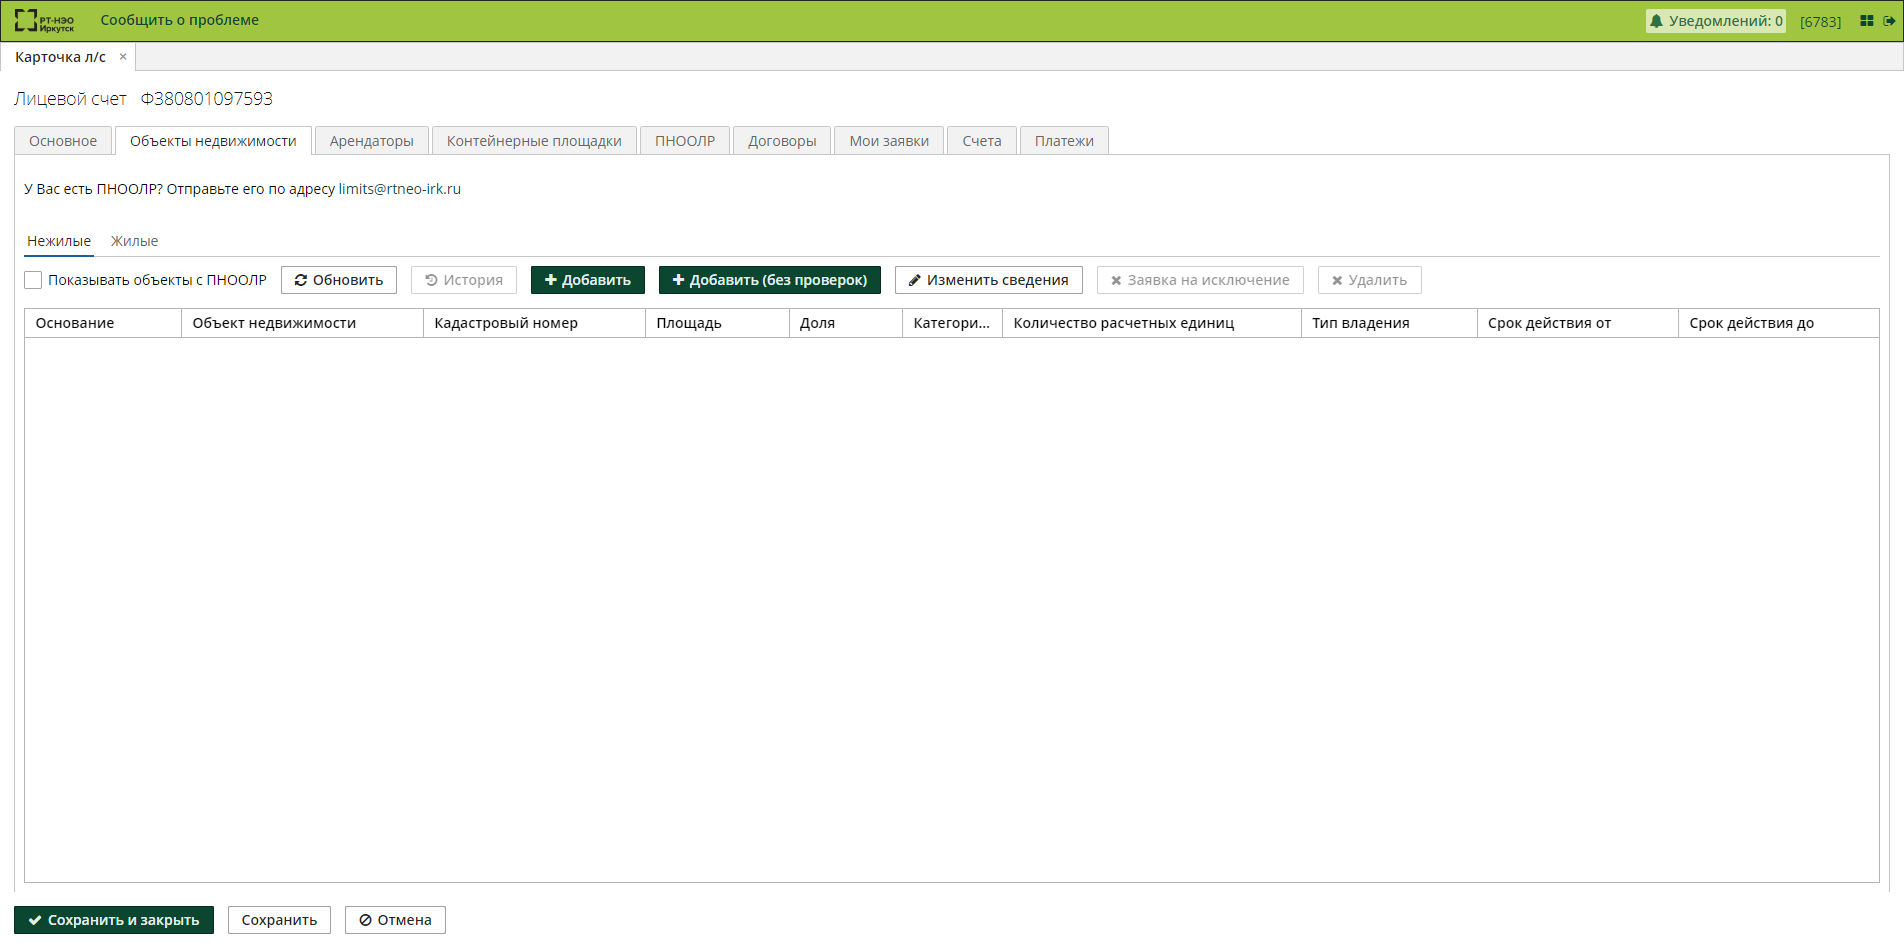 РТ-НЭО
Иркутск
Сообщить о проблеме
Уведомлений: 0
[6783]
Карточка л/с ×
Лицевой счет Ф380801097593
Основное
Объекты недвижимости
Арендаторы
Контейнерные площадки
ПНООЛР
Договоры
Мои заявки
Счета
Платежи
У Вас есть ПНООЛР? Отправьте его по адресу limits@rtneo-irk.ru
Нежилые
Жилые
Показывать объекты с ПНООЛР
Обновить
История
Добавить
Добавить (без проверок)
Изменить сведения
Заявка на исключение
Удалить
Основание
Объект недвижимости
Кадастровый номер
Площадь
Доля
Категори...
Количество расчетных единиц
Тип владения
Срок действия от
Срок действия до
Сохранить и закрыть
Сохранить
Отмена